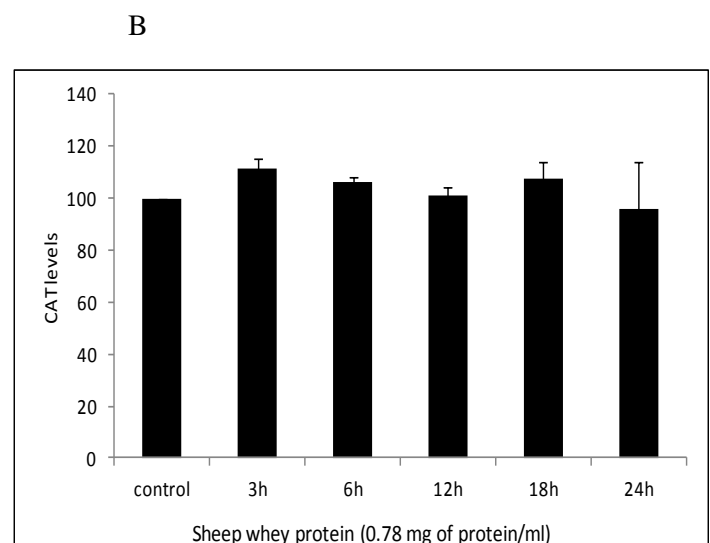 B
140
120
100
80
60
40
20
0
CAT levels
control 3h 6h 12h 18h 24h
Sheep whey protein (0.78 mg of protein/ml)